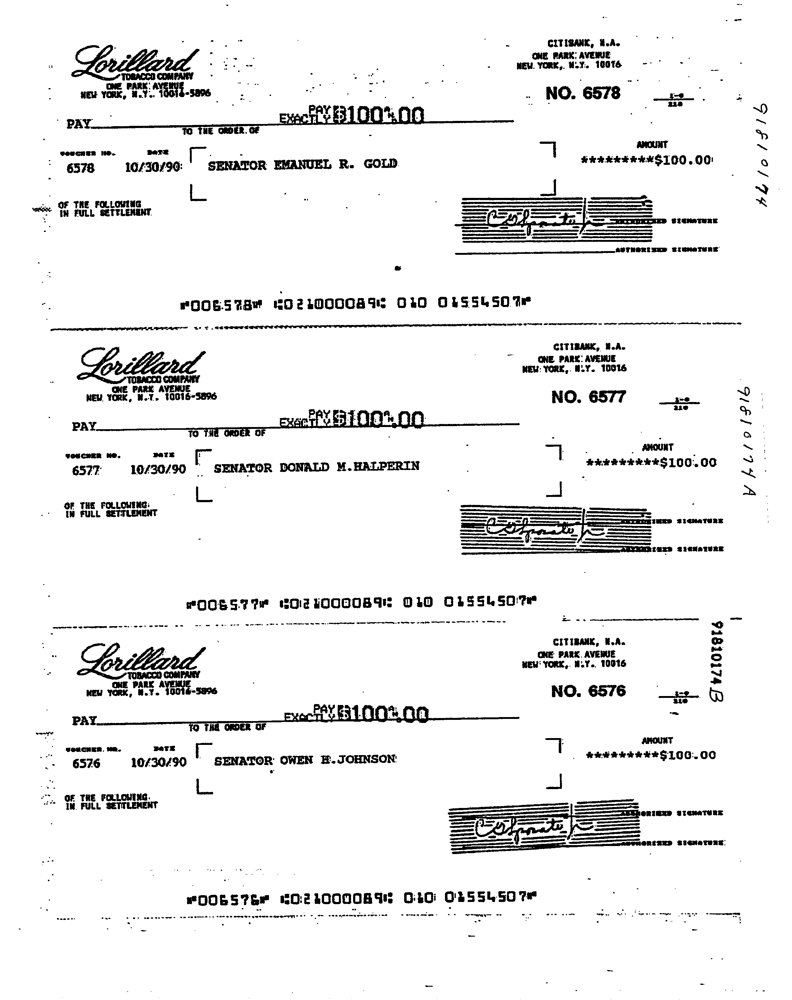 Lorillard
TOBACCO COMPANY
ONE PARK AVENUE
NEW YORK, N.Y. 10016-5896
CITIBANK, N.A.
ONE PARK AVENUE
NEW YORK, N.Y. 10016
NO. 6578
1-8
210
PAY
PAY EXACTLY $100.00
TO THE ORDER OF
VOUCHER NO. DATE AMOUNT
6578 10/30/90 SENATOR EMANUEL R. GOLD *********$100.00
OF THE FOLLOWING
IN FULL SETTLEMENT
AUTHORIZED SIGNATURE
AUTHORIZED SIGNATURE
⑈006578⑈ ⑆021000089⑆ 010 01554507⑈
91810174
Lorillard
TOBACCO COMPANY
ONE PARK AVENUE
NEW YORK, N.Y. 10016-5896
CITIBANK, N.A.
ONE PARK AVENUE
NEW YORK, N.Y. 10016
NO. 6577
1-8
210
PAY
PAY EXACTLY $100.00
TO THE ORDER OF
VOUCHER NO. DATE AMOUNT
6577 10/30/90 SENATOR DONALD M.HALPERIN *********$100.00
OF THE FOLLOWING
IN FULL SETTLEMENT
AUTHORIZED SIGNATURE
AUTHORIZED SIGNATURE
⑈006577⑈ ⑆021000089⑆ 010 01554507⑈
91810174 A
Lorillard
TOBACCO COMPANY
ONE PARK AVENUE
NEW YORK, N.Y. 10016-5896
CITIBANK, N.A.
ONE PARK AVENUE
NEW YORK, N.Y. 10016
NO. 6576
1-8
210
PAY
PAY EXACTLY $100.00
TO THE ORDER OF
VOUCHER NO. DATE AMOUNT
6576 10/30/90 SENATOR OWEN H.JOHNSON *********$100.00
OF THE FOLLOWING
IN FULL SETTLEMENT
AUTHORIZED SIGNATURE
AUTHORIZED SIGNATURE
⑈006576⑈ ⑆021000089⑆ 010 01554507⑈
91810174 B